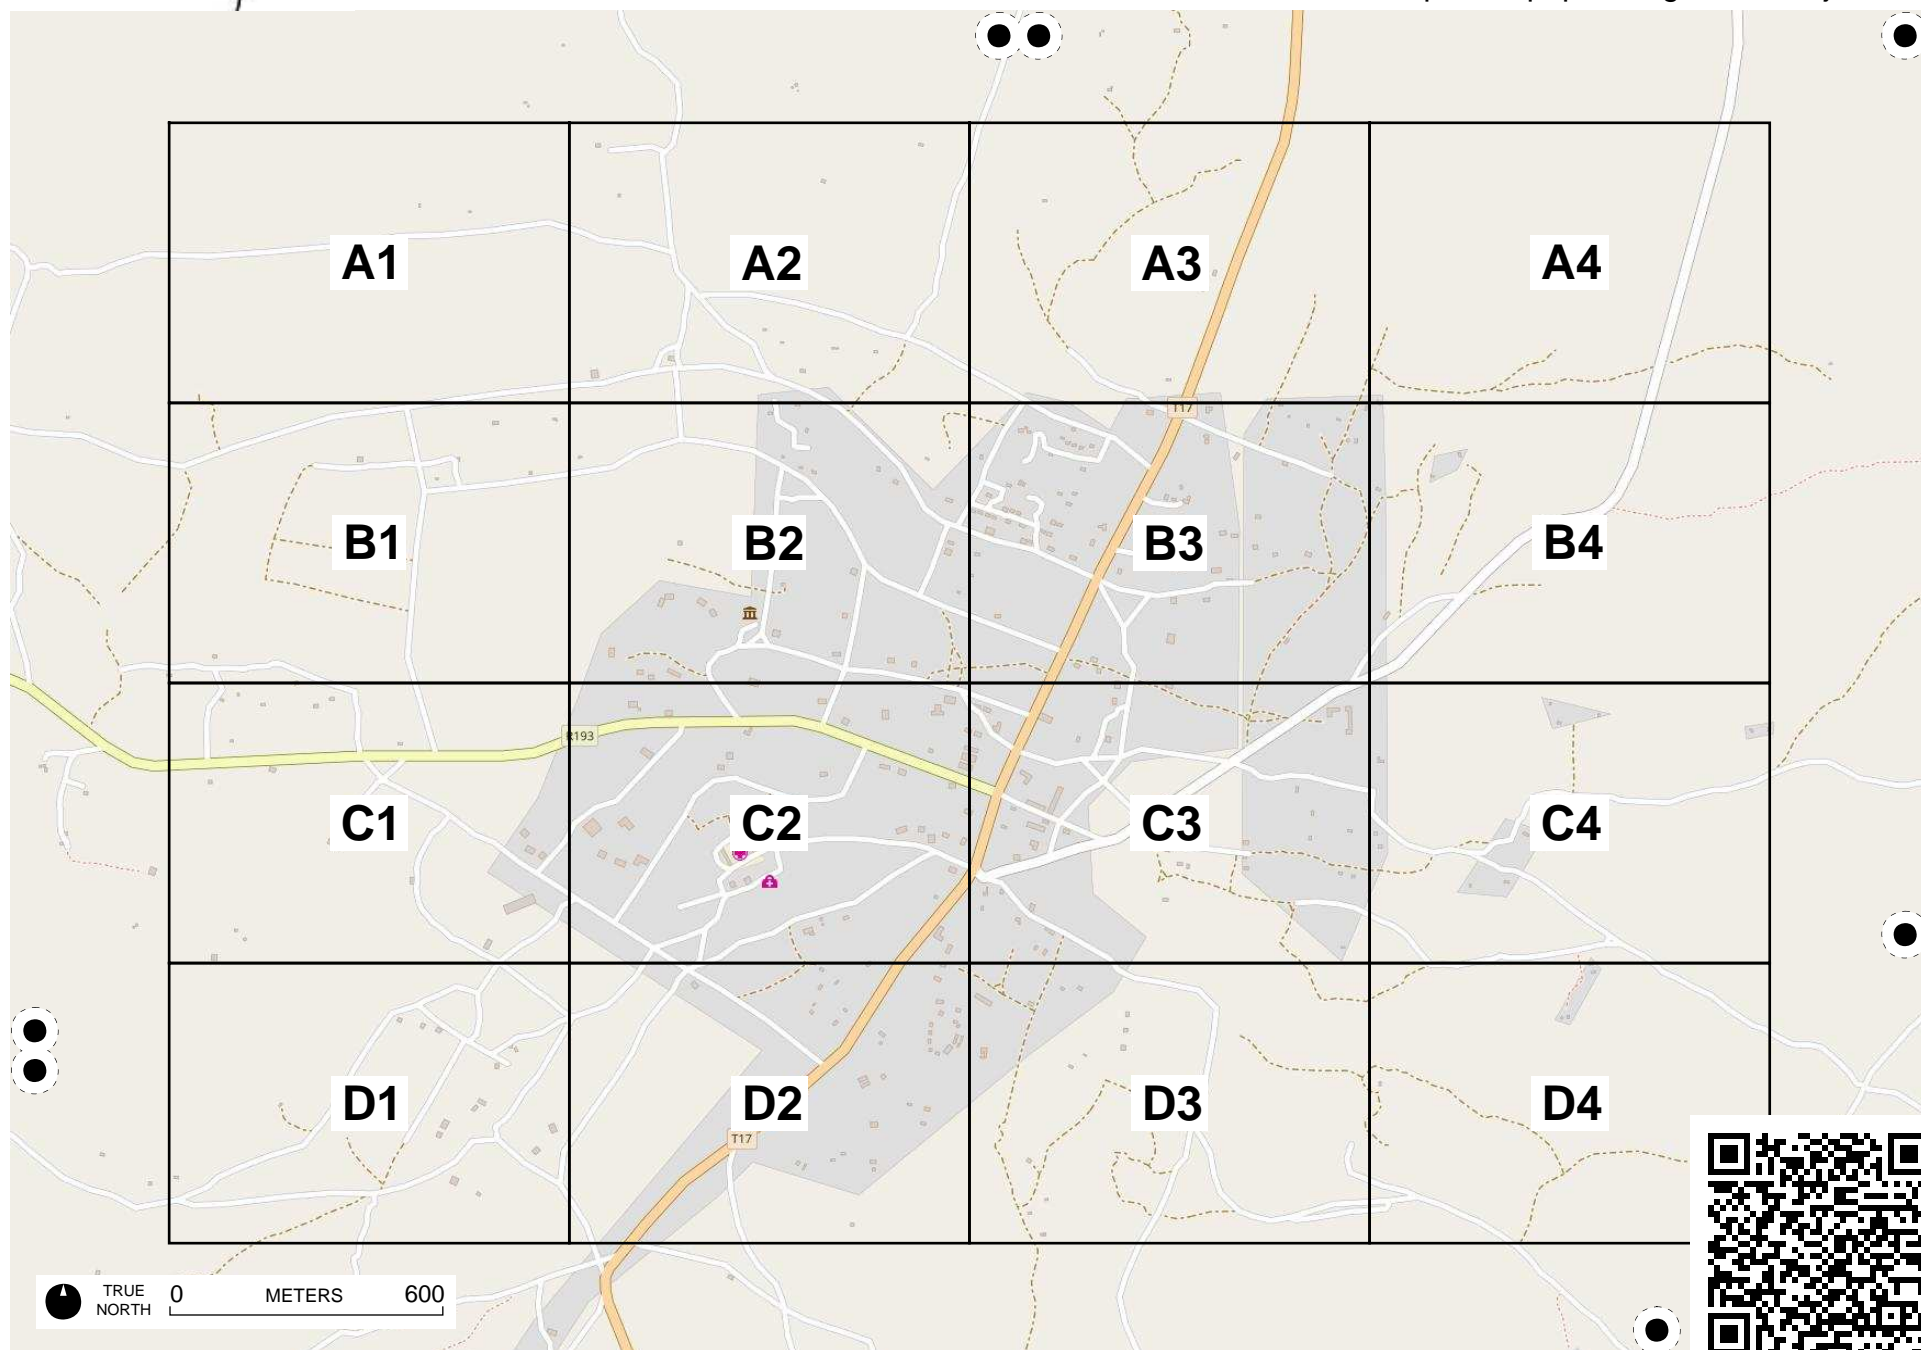 A1
A2
A3
A4
T17
B1
B2
B3
B4
R193
C1
C2
C3
C4
D1
D2
D3
D4
T17
TRUE
NORTH
0 METERS 600